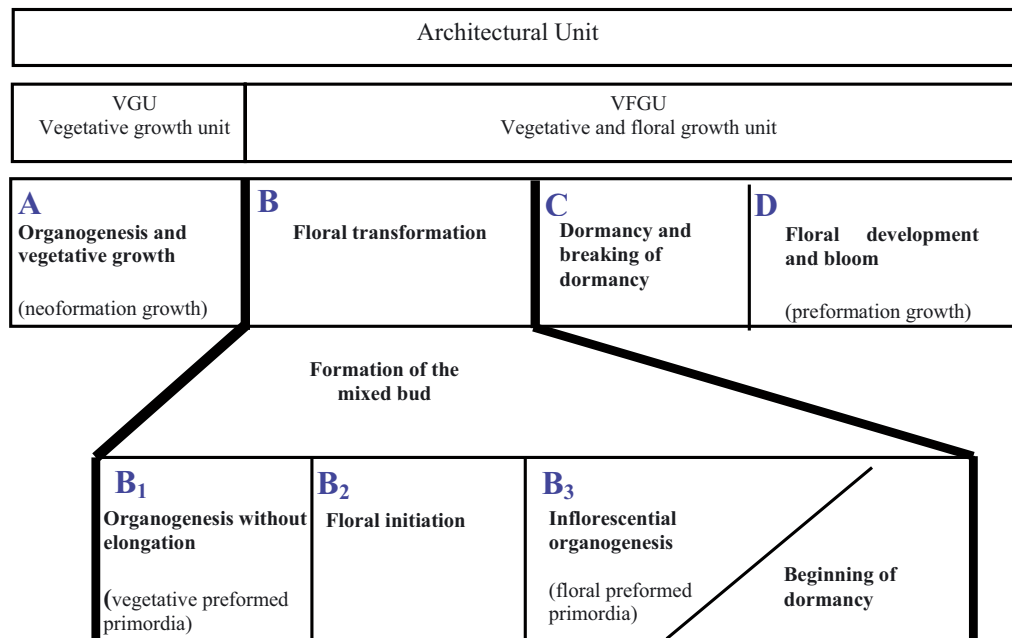 Architectural Unit
VGU
Vegetative growth unit
VFGU
Vegetative and floral growth unit
A
Organogenesis and
vegetative growth
(neoformation growth)
B
Floral transformation
C
Dormancy and
breaking of
dormancy
D
Floral development
and bloom
(preformation growth)
Formation of the
mixed bud
B1
Organogenesis without
elongation
(vegetative preformed
primordia)
B2
Floral initiation
B3
Inflorescential
organogenesis
(floral preformed
primordia)
Beginning of
dormancy